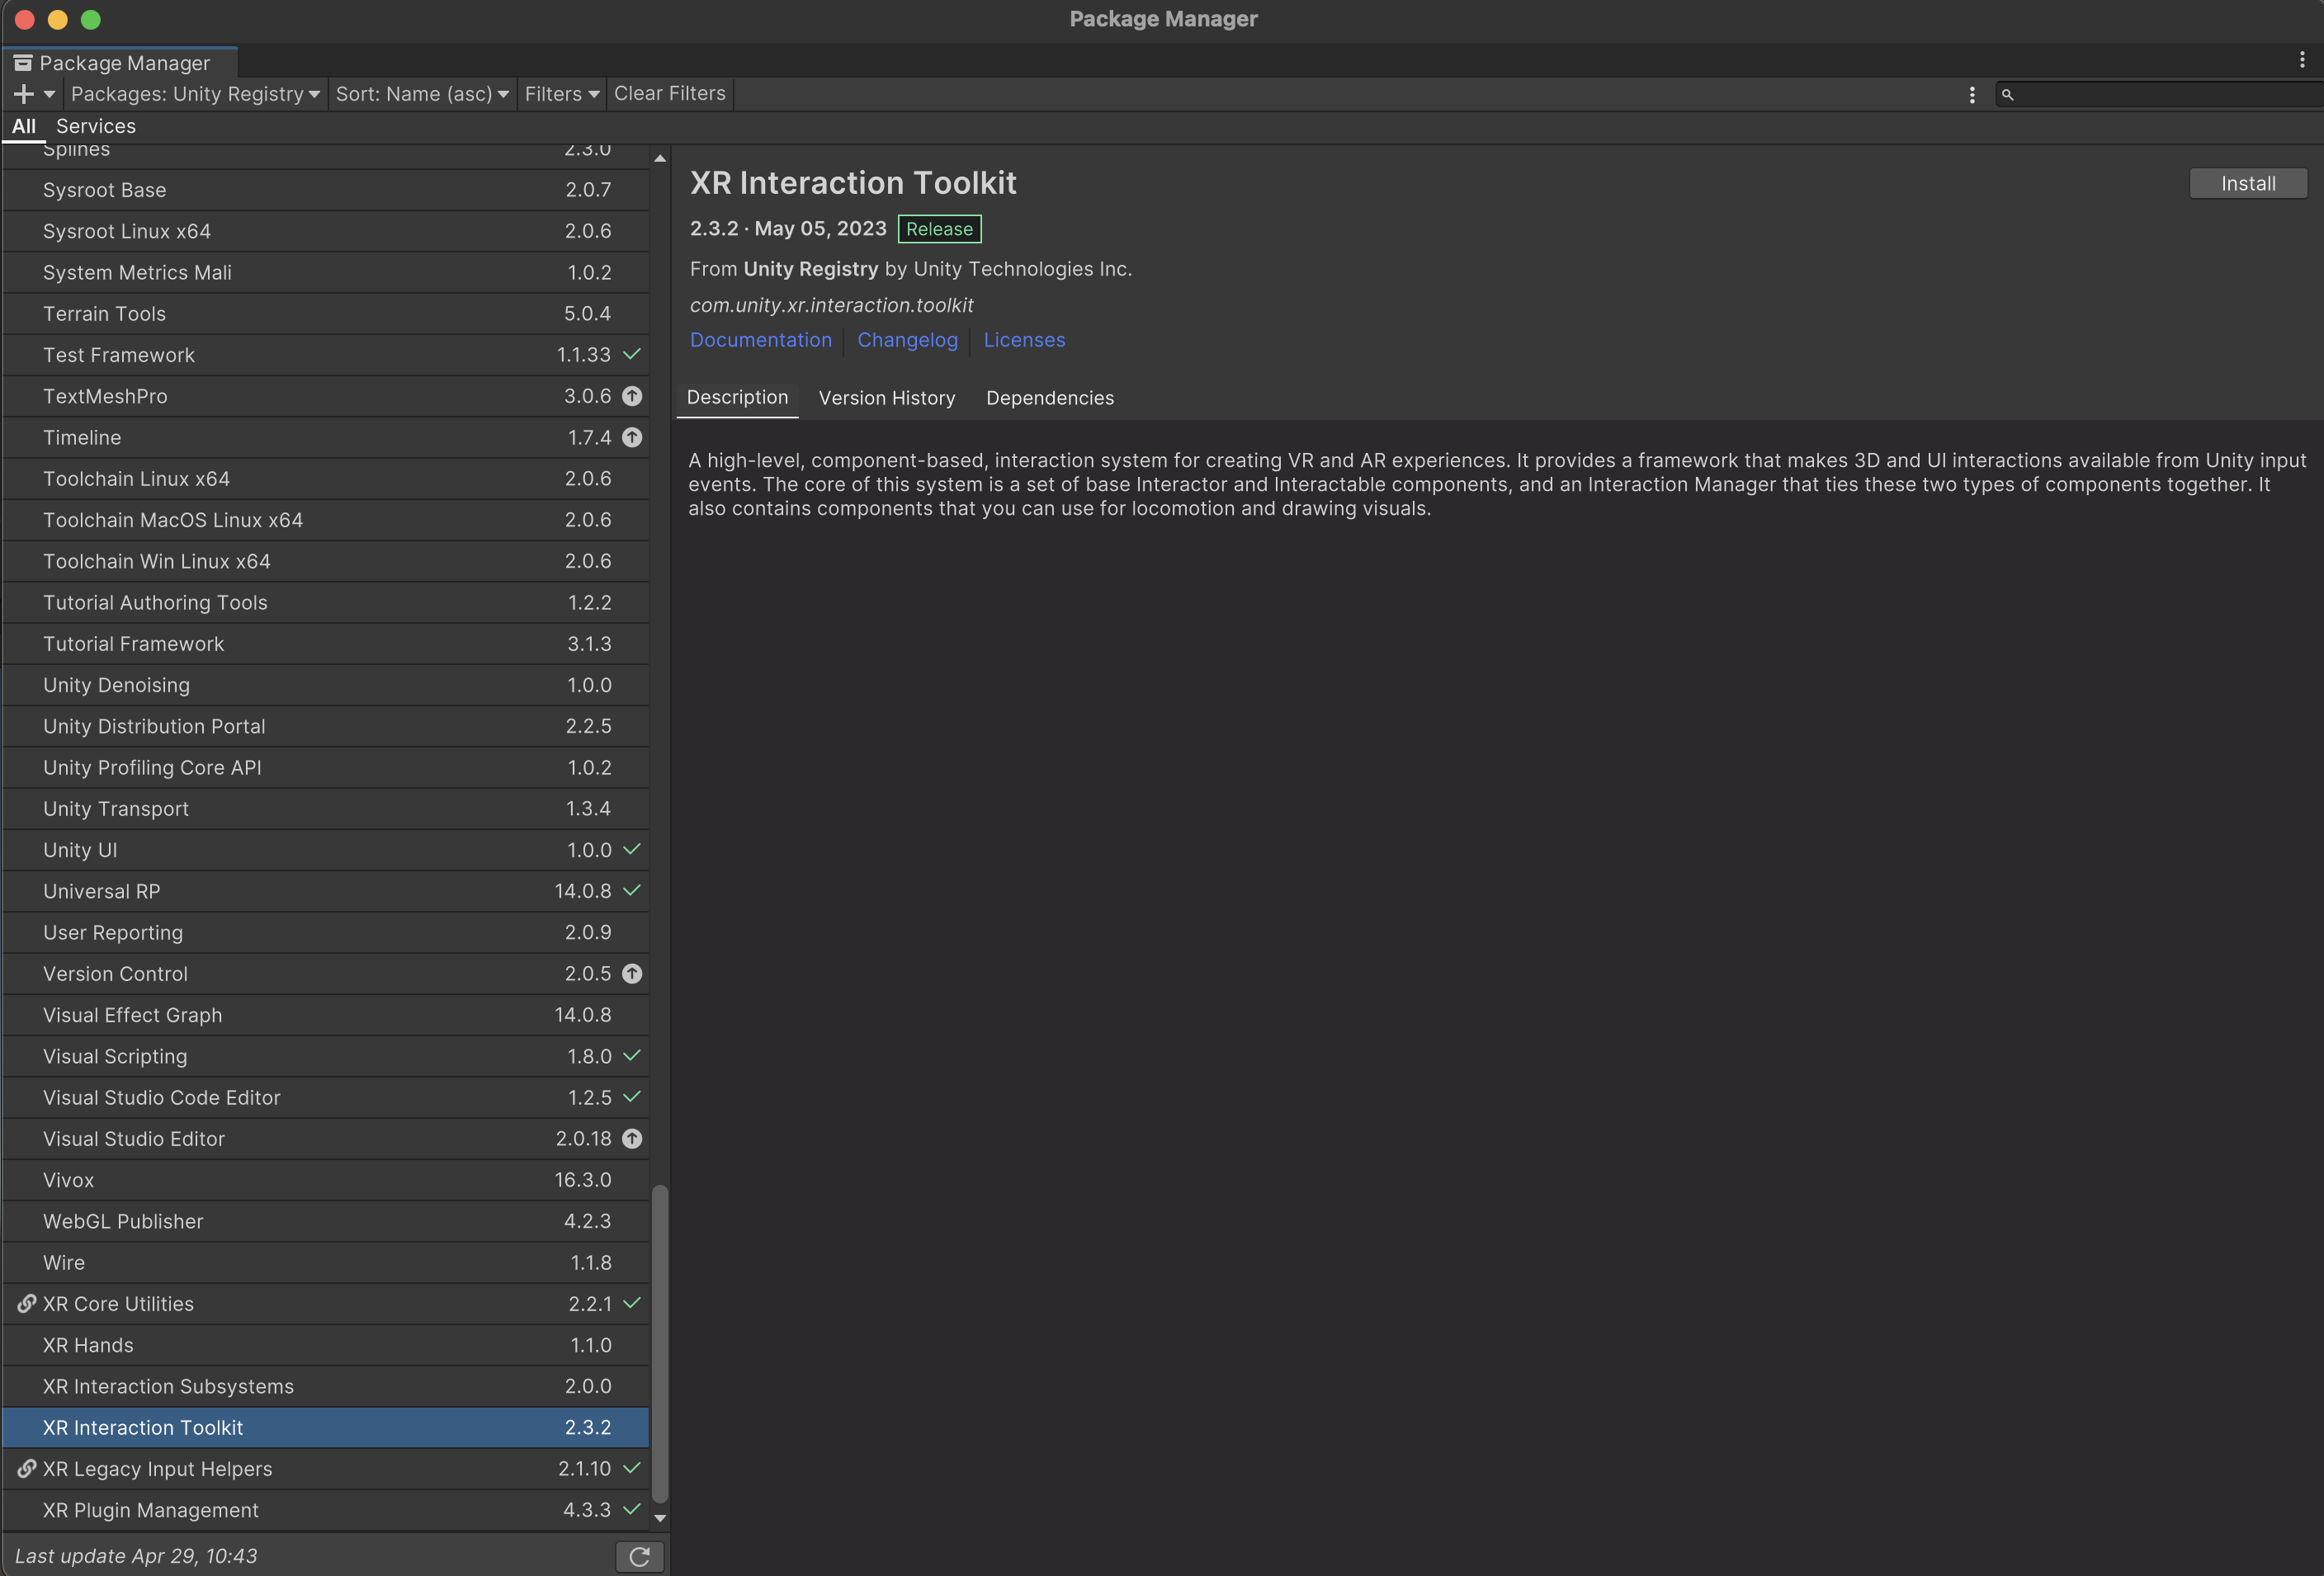 Package Manager
Package Manager
Packages: Unity Registry Sort: Name (asc) Filters Clear Filters
All Services
Splines 2.3.0
Sysroot Base 2.0.7
Sysroot Linux x64 2.0.6
System Metrics Mali 1.0.2
Terrain Tools 5.0.4
Test Framework 1.1.33
TextMeshPro 3.0.6
Timeline 1.7.4
Toolchain Linux x64 2.0.6
Toolchain MacOS Linux x64 2.0.6
Toolchain Win Linux x64 2.0.6
Tutorial Authoring Tools 1.2.2
Tutorial Framework 3.1.3
Unity Denoising 1.0.0
Unity Distribution Portal 2.2.5
Unity Profiling Core API 1.0.2
Unity Transport 1.3.4
Unity UI 1.0.0
Universal RP 14.0.8
User Reporting 2.0.9
Version Control 2.0.5
Visual Effect Graph 14.0.8
Visual Scripting 1.8.0
Visual Studio Code Editor 1.2.5
Visual Studio Editor 2.0.18
Vivox 16.3.0
WebGL Publisher 4.2.3
Wire 1.1.8
XR Core Utilities 2.2.1
XR Hands 1.1.0
XR Interaction Subsystems 2.0.0
XR Interaction Toolkit 2.3.2
XR Legacy Input Helpers 2.1.10
XR Plugin Management 4.3.3
Last update Apr 29, 10:43
XR Interaction Toolkit
Install
2.3.2 · May 05, 2023 Release
From Unity Registry by Unity Technologies Inc.
com.unity.xr.interaction.toolkit
Documentation Changelog Licenses
Description Version History Dependencies
A high-level, component-based, interaction system for creating VR and AR experiences. It provides a framework that makes 3D and UI interactions available from Unity input
events. The core of this system is a set of base Interactor and Interactable components, and an Interaction Manager that ties these two types of components together. It
also contains components that you can use for locomotion and drawing visuals.